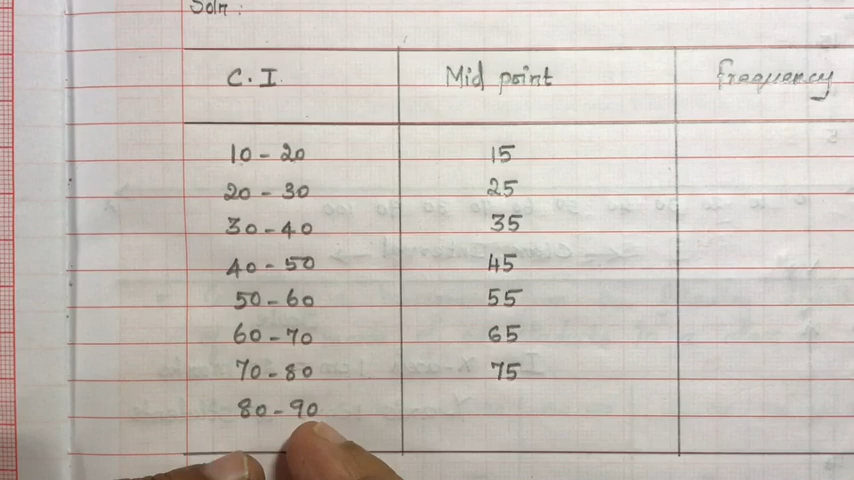 Soln:
C.I. Mid point frequency
10 - 20 15
20 - 30 25
30 - 40 35
40 - 50 45
50 - 60 55
60 - 70 65
70 - 80 75
80 - 90